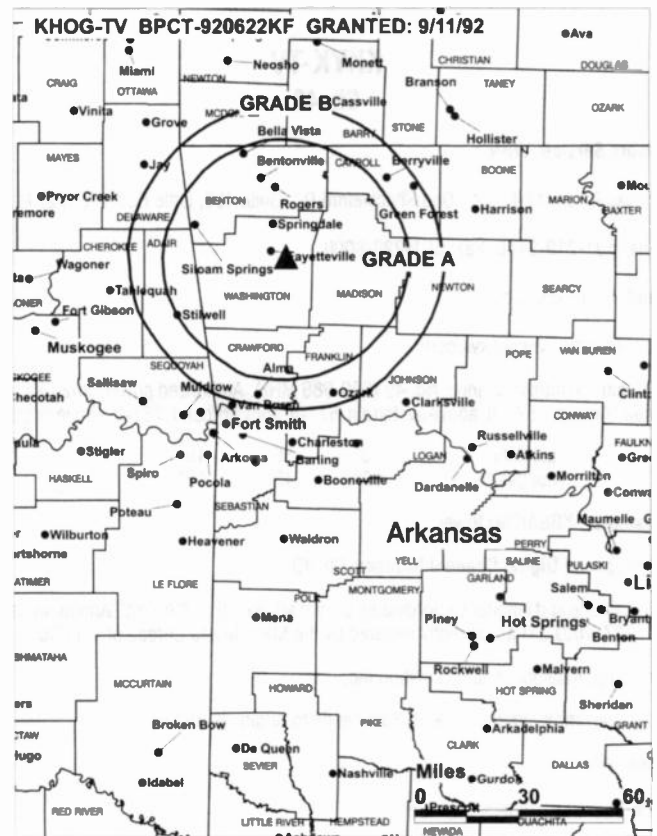 KHOG-TV BPCT-920622KF GRANTED: 9/11/92
Ava
Miami
Neosho
Monett
CHRISTIAN
DOUGLAS
CRAIG
OTTAWA
NEWTON
Branson
TANEY
GRADE B
Cassville
OZARK
Vinita
Grove
BARRY
STONE
Bella Vista
Hollister
MAYES
Jay
Bentonville
CARROLL
Berryville
BOONE
Pryor Creek
BENTON
Rogers
MARION
DELAWARE
Green Forest
Harrison
BAXTER
Springdale
CHEROKEE
ADAIR
Wagoner
Siloam Springs
Fayetteville
GRADE A
Tahlequah
WASHINGTON
MADISON
NEWTON
SEARCY
Fort Gibson
Stilwell
Muskogee
CRAWFORD
FRANKLIN
POPE
VAN BUREN
SEQUOYAH
Alma
JOHNSON
Sallisaw
Muldrow
Ozark
Van Buren
Clarksville
CONWAY
Fort Smith
Charleston
Russellville
Stigler
Arkoma
Barling
LOGAN
Atkins
Spiro
HASKELL
Pocola
Booneville
Dardanelle
Morrilton
SEBASTIAN
Poteau
Arkansas
Maumelle
Wilburton
Heavener
Waldron
PERRY
YELL
SALINE
PULASKI
LE FLORE
SCOTT
GARLAND
MONTGOMERY
Salem
POLK
Mena
Piney
Hot Springs
Bryant
Benton
Rockwell
Malvern
MCCURTAIN
HOWARD
HOT SPRING
Sheridan
PIKE
GRANT
Broken Bow
Arkadelphia
CLARK
De Queen
SEVIER
DALLAS
Idabel
Nashville
Miles
Gurdon
RED RIVER
0 30 60
Prescott
LITTLE RIVER
HEMPSTEAD
OUACHITA
NEVADA